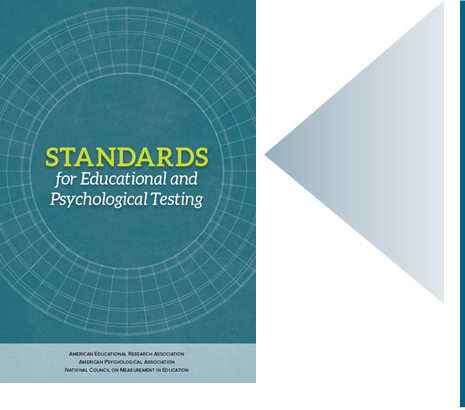 STANDARDS
for Educational and
Psychological Testing
American Educational Research Association
American Psychological Association
National Council on Measurement in Education